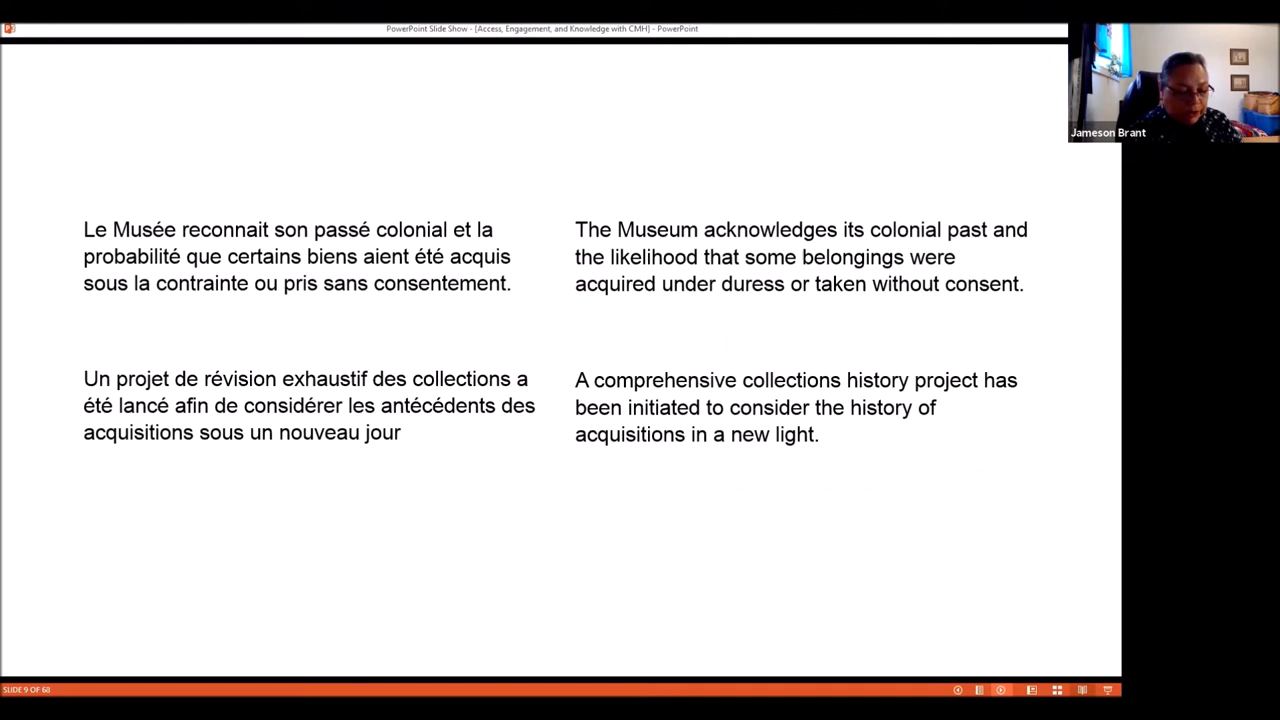 PowerPoint Slide Show - [Access, Engagement, and Knowledge with CMH] - PowerPoint
Jameson Brant
Le Musée reconnait son passé colonial et la
probabilité que certains biens aient été acquis
sous la contrainte ou pris sans consentement.
Un projet de révision exhaustif des collections a
été lancé afin de considérer les antécédents des
acquisitions sous un nouveau jour
The Museum acknowledges its colonial past and
the likelihood that some belongings were
acquired under duress or taken without consent.
A comprehensive collections history project has
been initiated to consider the history of
acquisitions in a new light.
SLIDE 9 OF 68